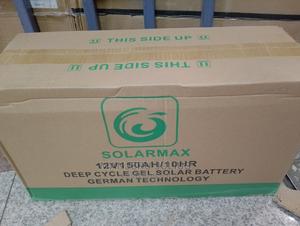 THIS SIDE UP
THIS SIDE UP
SOLARMAX
12V150AH/10HR
DEEP CYCLE GEL SOLAR BATTERY
GERMAN TECHNOLOGY